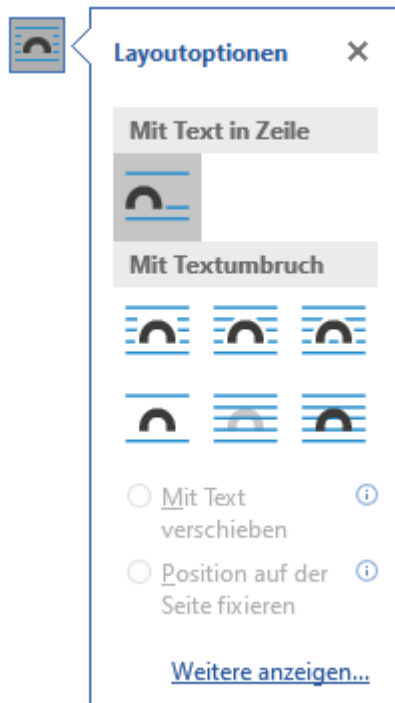 Layoutoptionen
Mit Text in Zeile
Mit Textumbruch
Mit Text
verschieben
Position auf der
Seite fixieren
Weitere anzeigen...